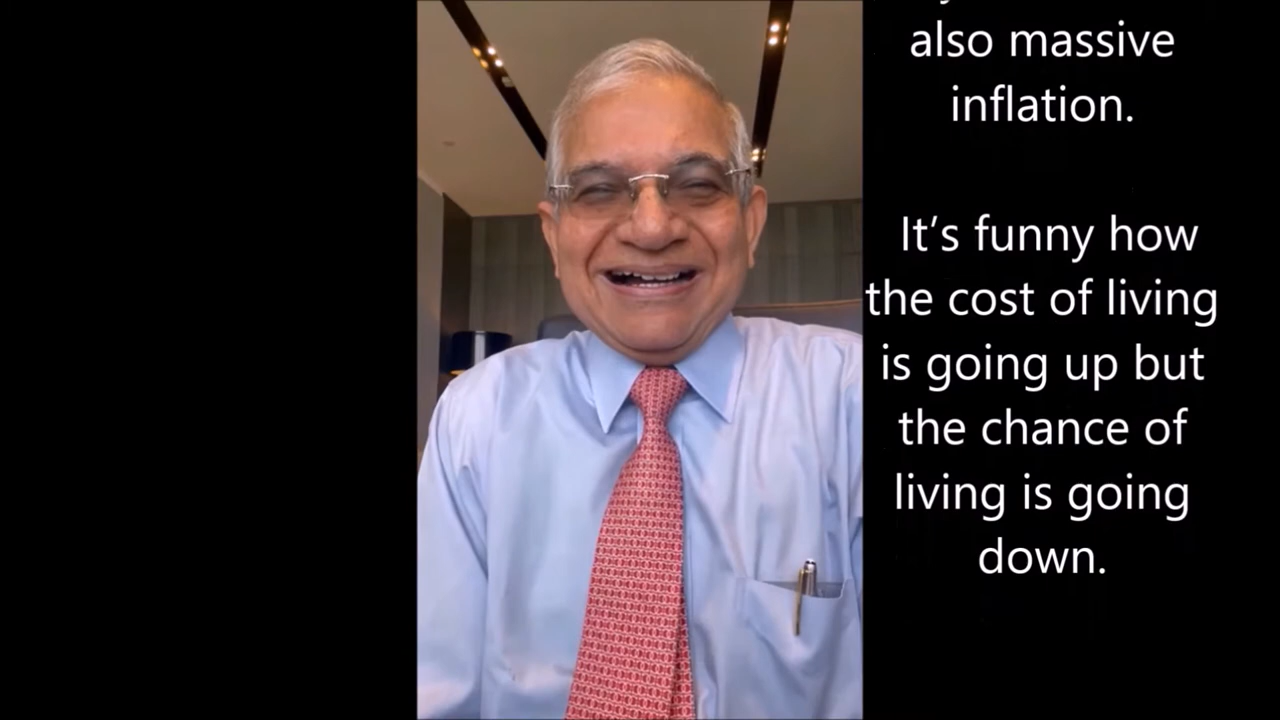 also massive
inflation.
It’s funny how
the cost of living
is going up but
the chance of
living is going
down.